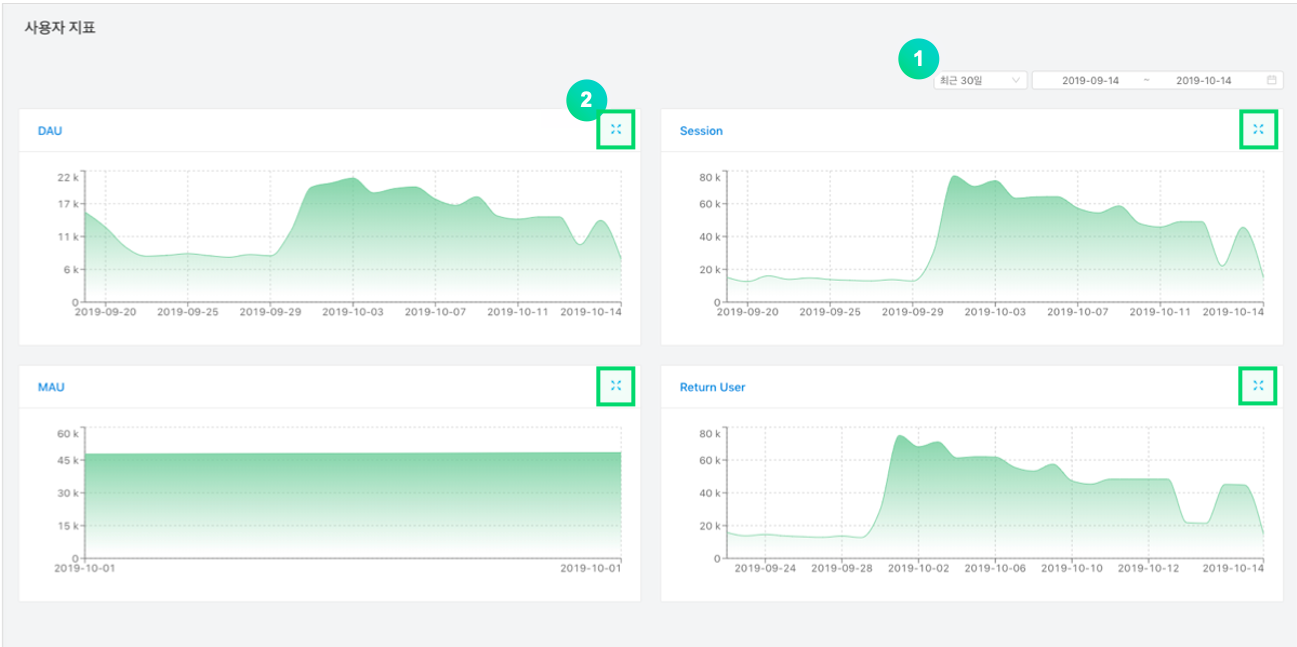 사용자 지표
1
최근 30일 2019-09-14 ~ 2019-10-14
2
DAU
22 k
17 k
11 k
6 k
0
2019-09-20 2019-09-25 2019-09-29 2019-10-03 2019-10-07 2019-10-11 2019-10-14
Session
80 k
60 k
40 k
20 k
0
2019-09-20 2019-09-25 2019-09-29 2019-10-03 2019-10-07 2019-10-11 2019-10-14
MAU
60 k
45 k
30 k
15 k
0
2019-10-01 2019-10-01
Return User
80 k
60 k
40 k
20 k
0
2019-09-24 2019-09-28 2019-10-02 2019-10-06 2019-10-10 2019-10-12 2019-10-14